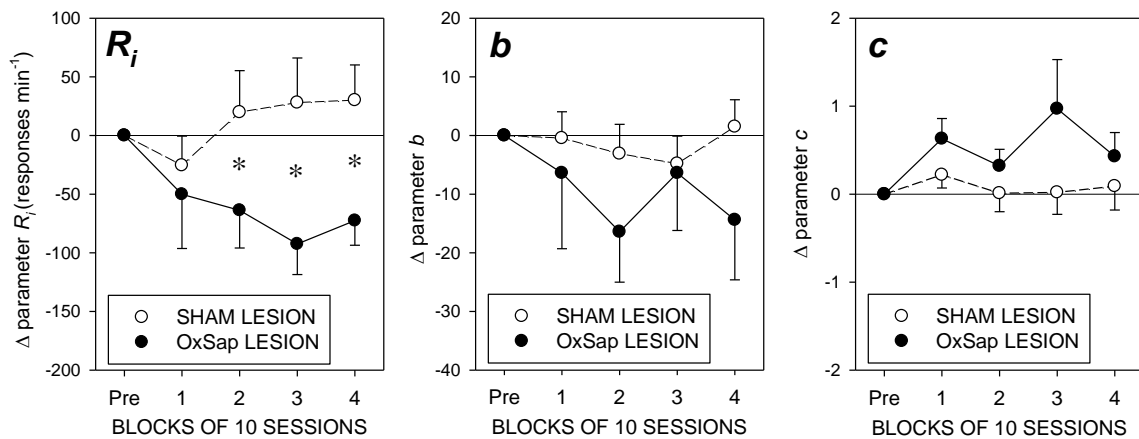 R_i
Δ parameter R_i (responses min⁻¹)
100
50
0
-50
-100
-150
-200
*
*
*
SHAM LESION
OxSap LESION
Pre 1 2 3 4
BLOCKS OF 10 SESSIONS
b
Δ parameter b
20
10
0
-10
-20
-30
-40
SHAM LESION
OxSap LESION
Pre 1 2 3 4
BLOCKS OF 10 SESSIONS
c
Δ parameter c
2
1
0
-1
-2
SHAM LESION
OxSap LESION
Pre 1 2 3 4
BLOCKS OF 10 SESSIONS